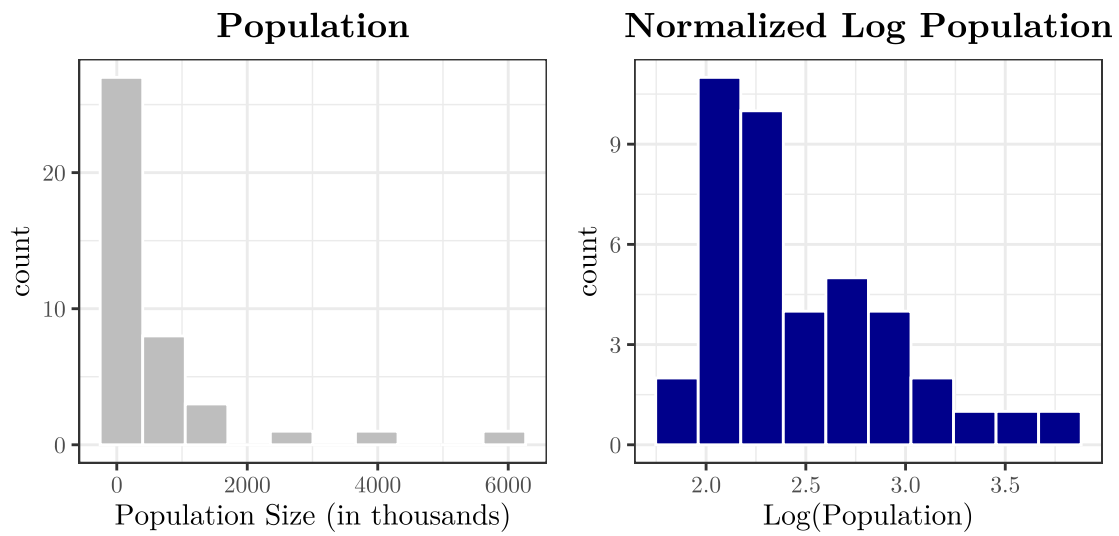 Population
Normalized Log Population
count
20
10
0
0
2000
4000
6000
Population Size (in thousands)
count
9
6
3
0
2.0
2.5
3.0
3.5
Log(Population)